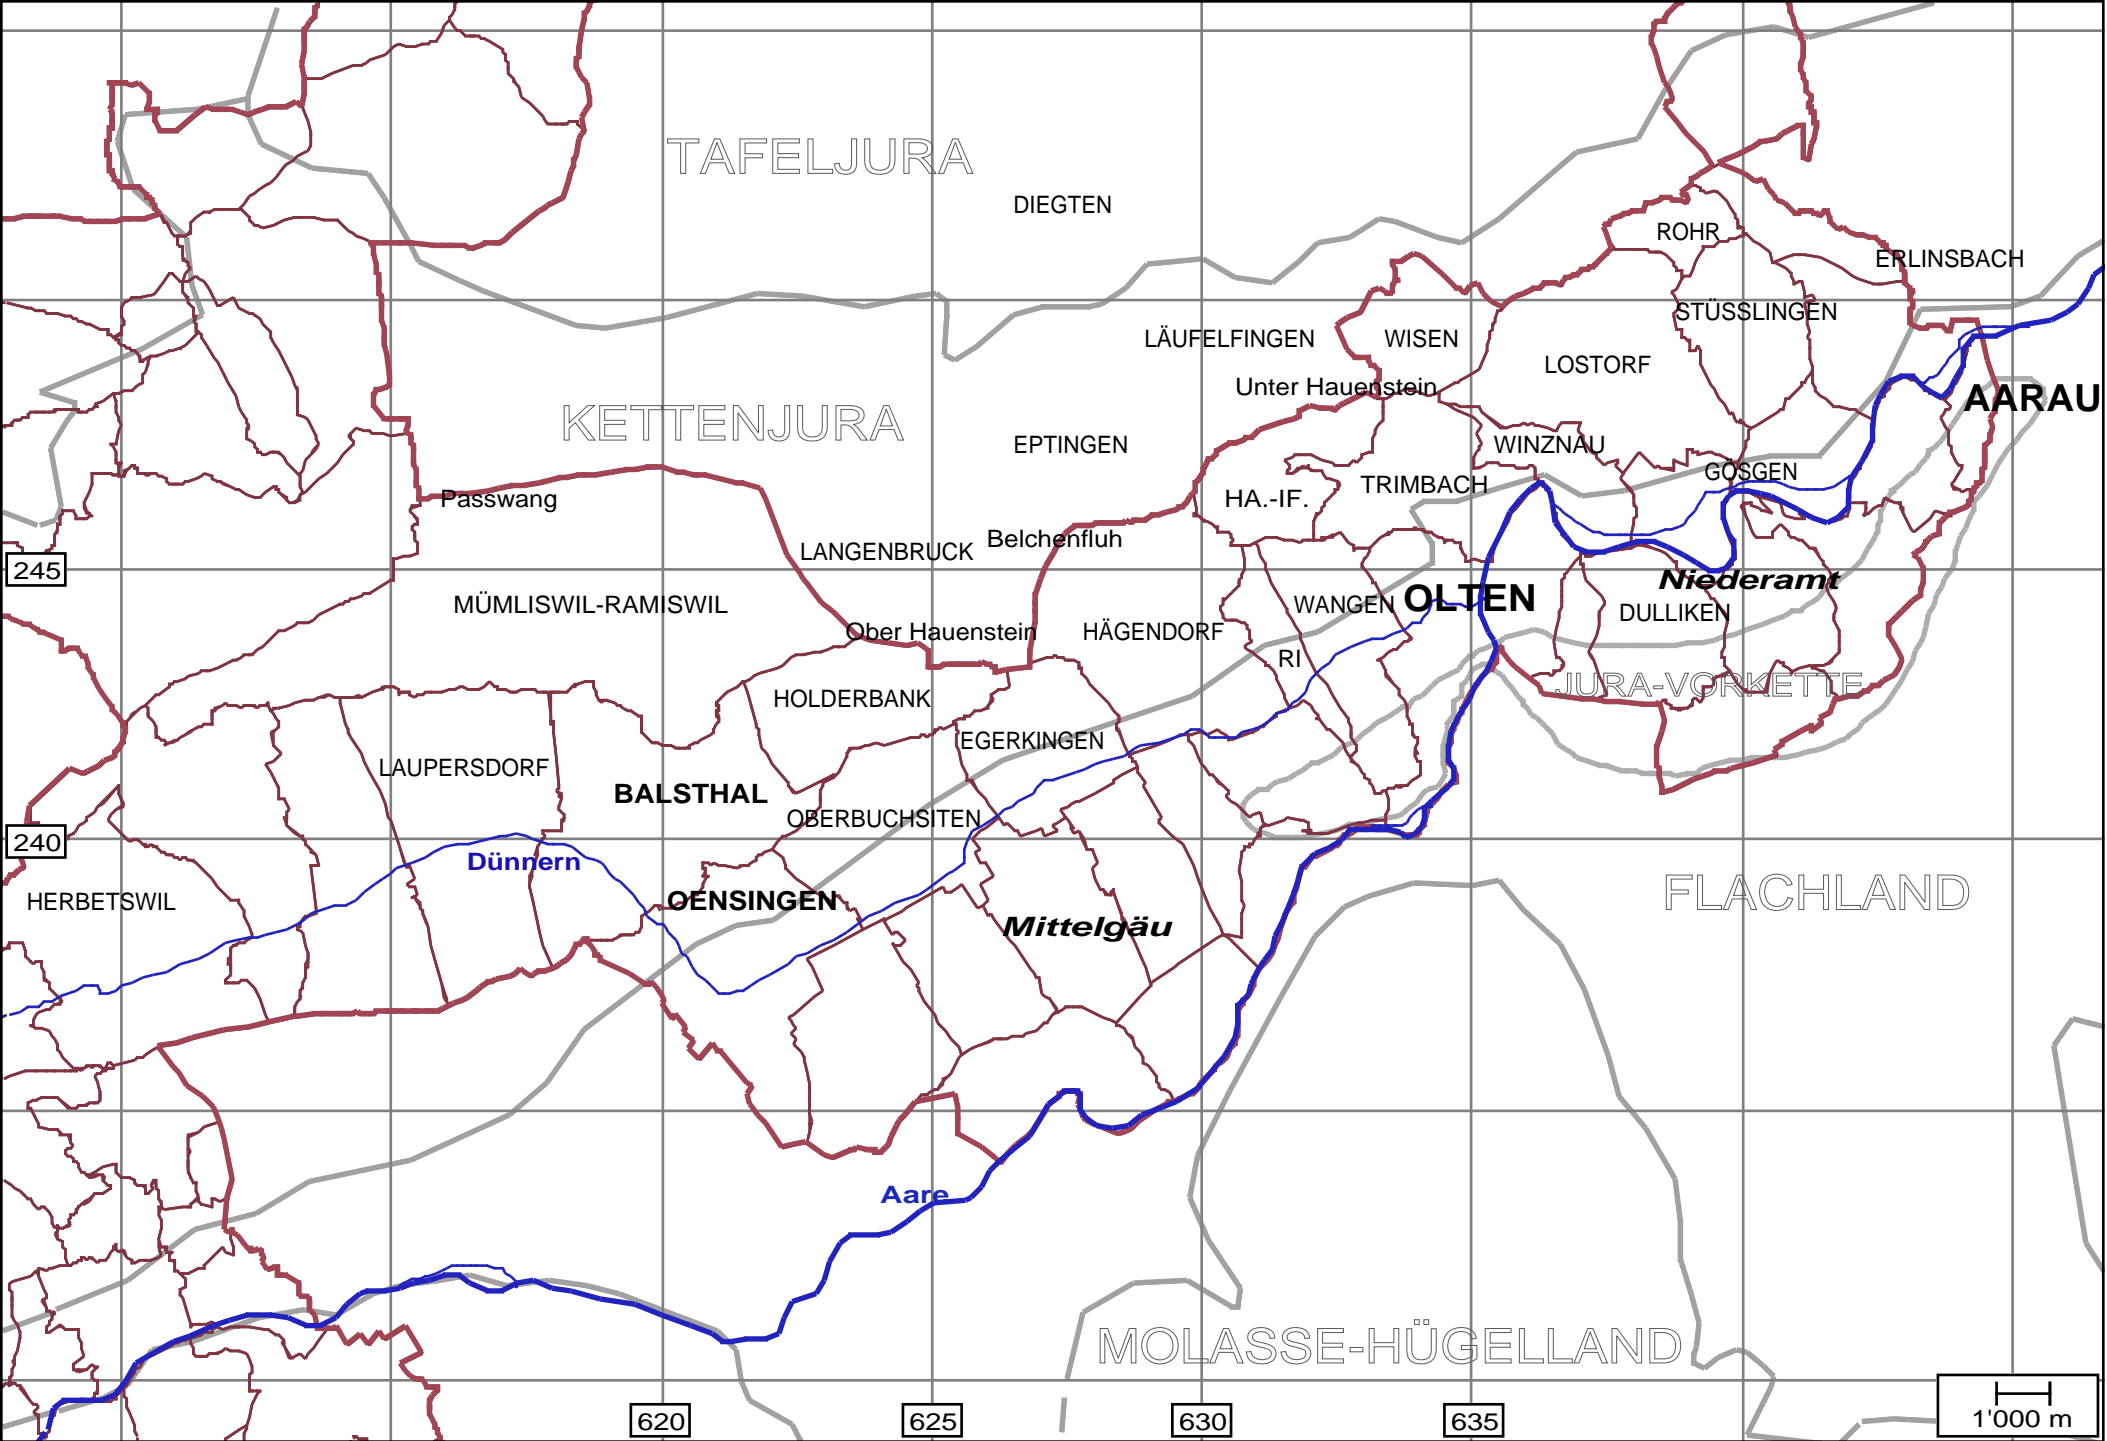 TAFELJURA
DIEGTEN
ROHR
ERLINSBACH
STÜSSLINGEN
LÄUFELFINGEN
WISEN
LOSTORF
Unter Hauenstein
AARAU
KETTENJURA
EPTINGEN
WINZNAU
GÖSGEN
Passwang
HA.-IF.
TRIMBACH
Belchenfluh
LANGENBRUCK
245
Niederamt
MÜMLISWIL-RAMISWIL
WANGEN
OLTEN
DULLIKEN
Ober Hauenstein
HÄGENDORF
RI
JURA-VORKETTE
HOLDERBANK
EGERKINGEN
LAUPERSDORF
BALSTHAL
OBERBUCHSITEN
240
Dünnern
HERBETSWIL
OENSINGEN
FLACHLAND
Mittelgäu
Aare
MOLASSE-HÜGELLAND
620
625
630
635
1'000 m